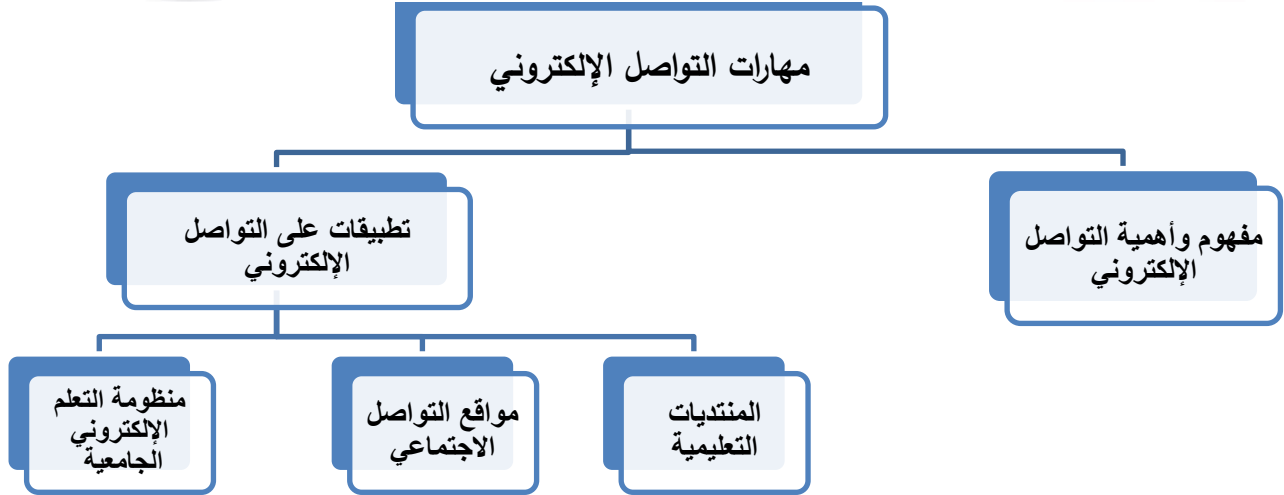 مهارات التواصل الإلكتروني
مفهوم وأهمية التواصل
الإلكتروني
تطبيقات على التواصل
الإلكتروني
المنتديات
التعليمية
مواقع التواصل
الاجتماعي
منظومة التعلم
الإلكتروني
الجامعية